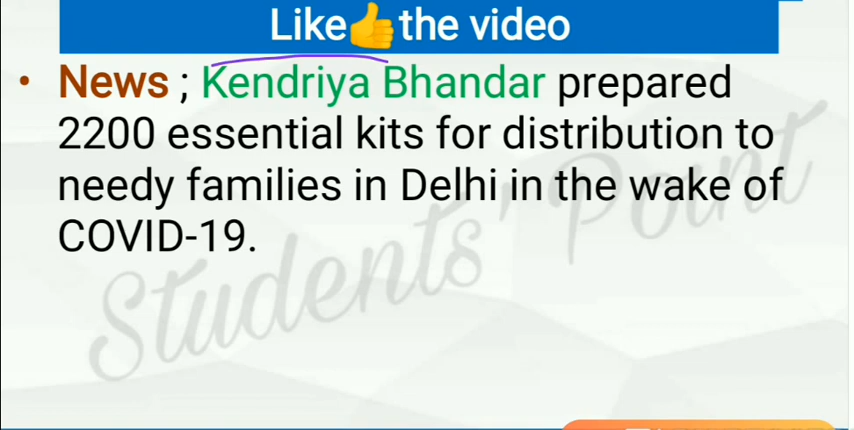 Like👍the video
• News ; Kendriya Bhandar prepared
2200 essential kits for distribution to
needy families in Delhi in the wake of
COVID-19.
Students' Point